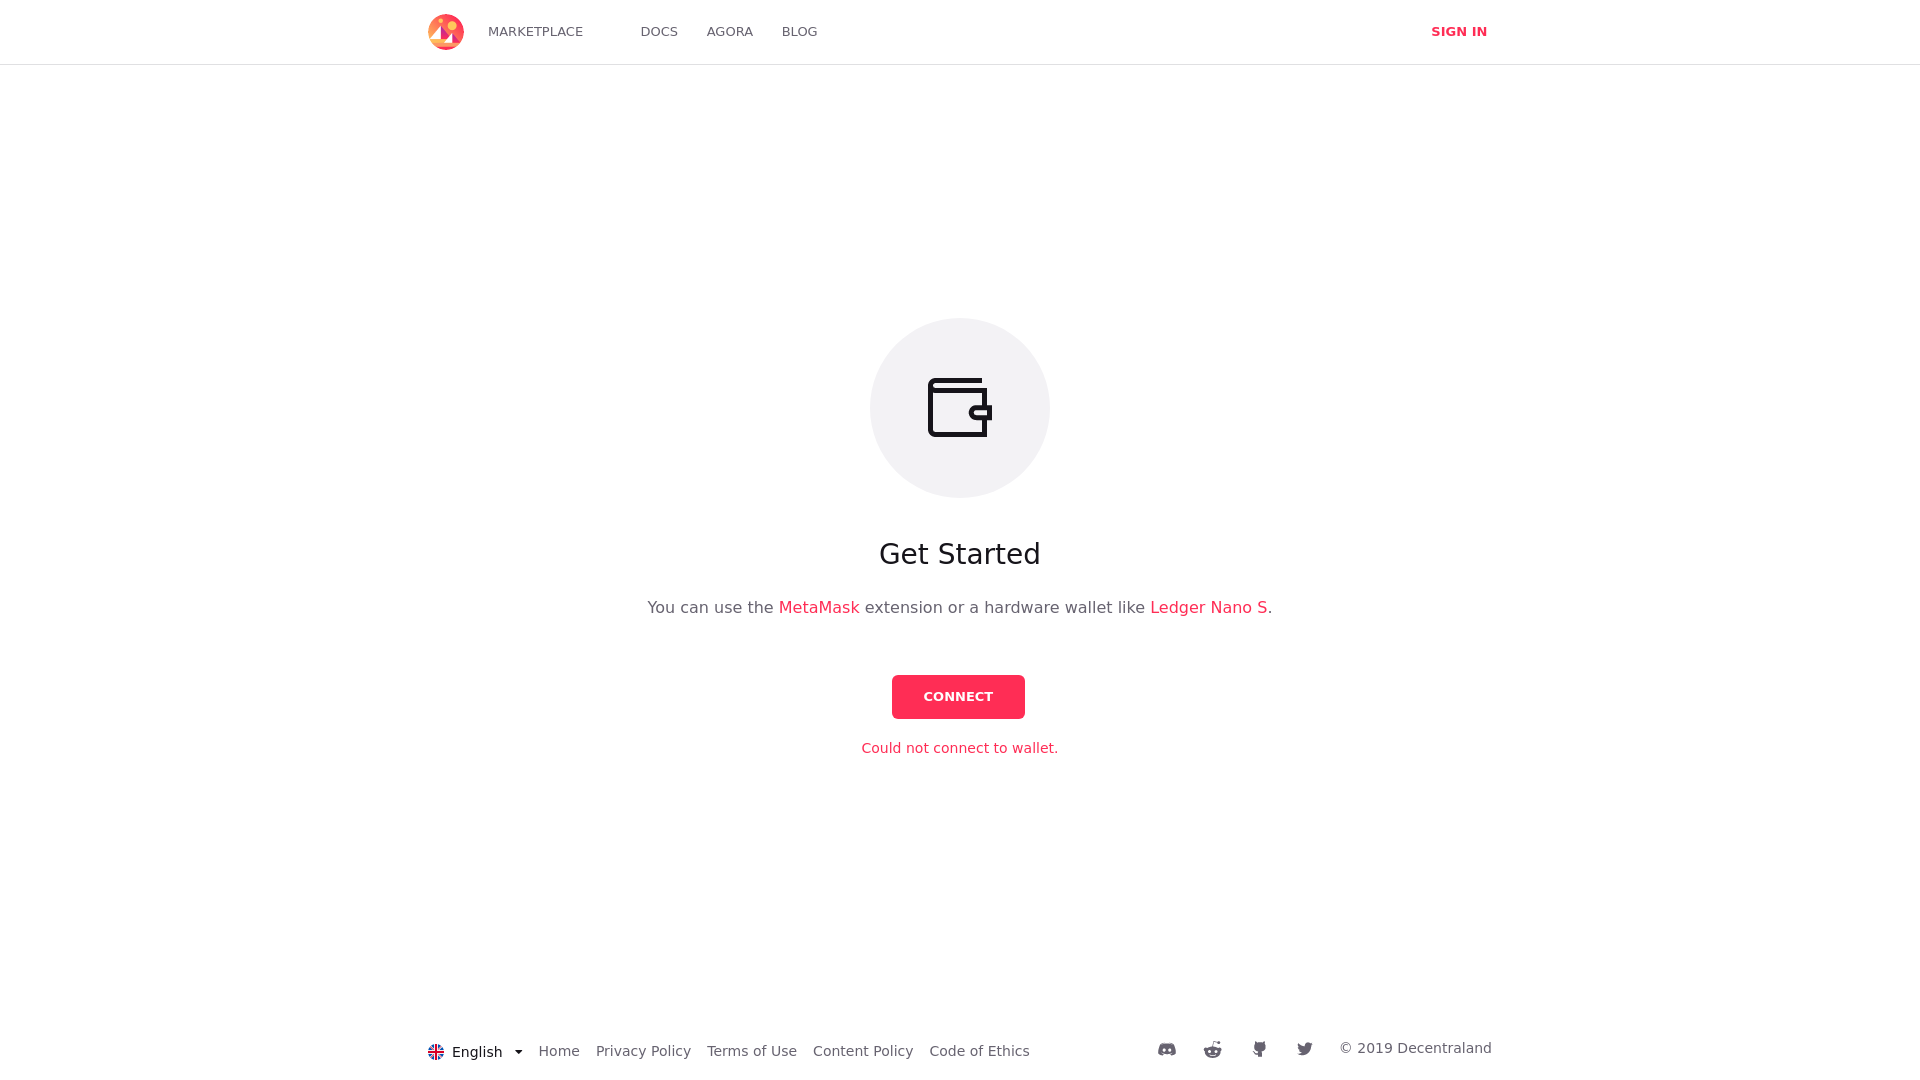 MARKETPLACE DOCS AGORA BLOG SIGN IN
Get Started
You can use the MetaMask extension or a hardware wallet like Ledger Nano S.
CONNECT
Could not connect to wallet.
English Home Privacy Policy Terms of Use Content Policy Code of Ethics © 2019 Decentraland